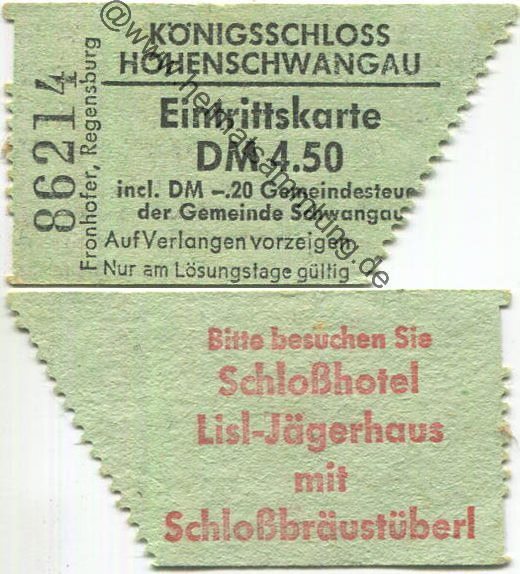 KÖNIGSSCHLOSS
HOHENSCHWANGAU
Eintrittskarte
DM 4.50
incl. DM -.20 Gemeindesteuer
der Gemeinde Schwangau
Auf Verlangen vorzeigen
Nur am Lösungstage gültig
86214
Fronhofer, Regensburg
@www.heimatsammlung.de
Bitte besuchen Sie
Schloßhotel
Lisl-Jägerhaus
mit
Schloßbräustüberl